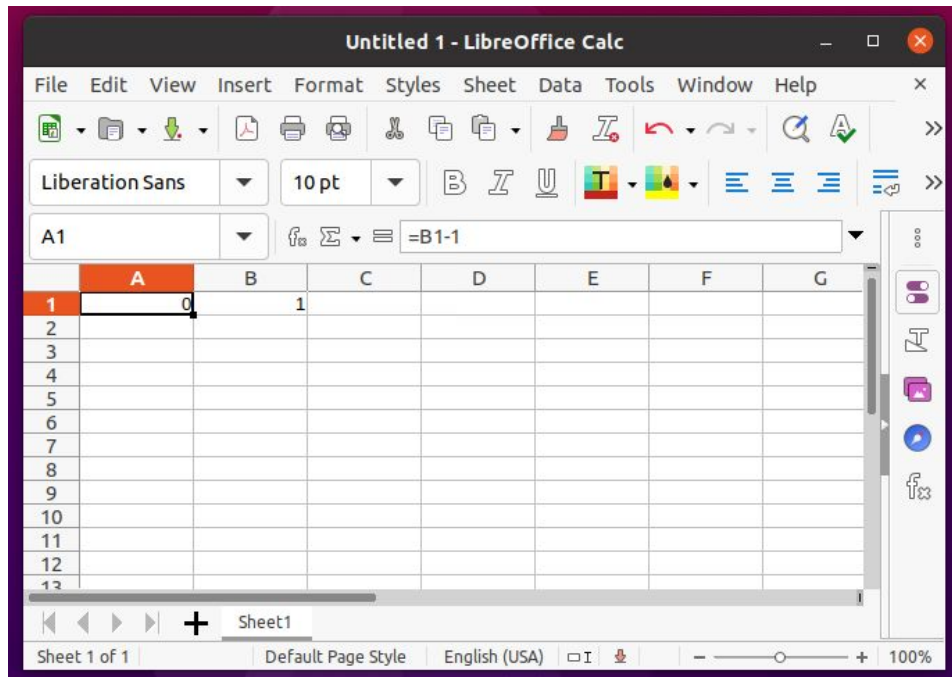 Untitled 1 - LibreOffice Calc
File Edit View Insert Format Styles Sheet Data Tools Window Help
Liberation Sans 10 pt
A1 =B1-1
A B C D E F G
1 0 1
2
3
4
5
6
7
8
9
10
11
12
13
Sheet1
Sheet 1 of 1 Default Page Style English (USA) 100%